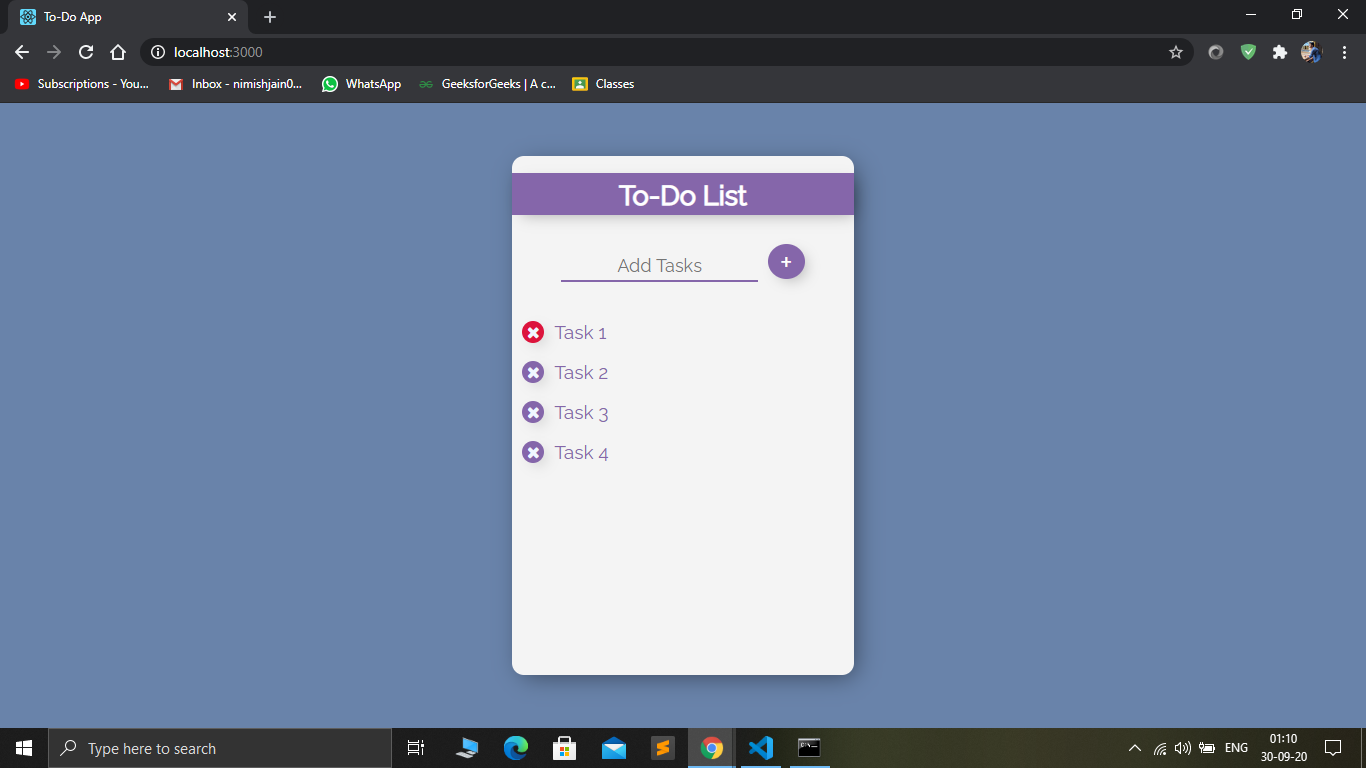 To-Do App
localhost:3000
Subscriptions - You...
Inbox - nimishjain0...
WhatsApp
GeeksforGeeks | A c...
Classes
To-Do List
Add Tasks
+
Task 1
Task 2
Task 3
Task 4
Type here to search
ENG
01:10
30-09-20